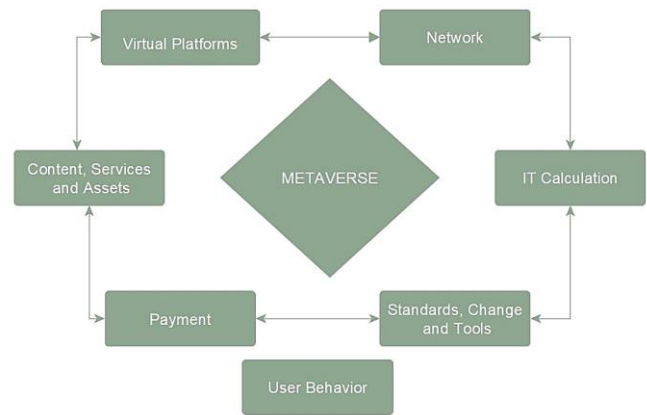 Virtual Platforms
Network
Content, Services
and Assets
METAVERSE
IT Calculation
Payment
Standards, Change
and Tools
User Behavior